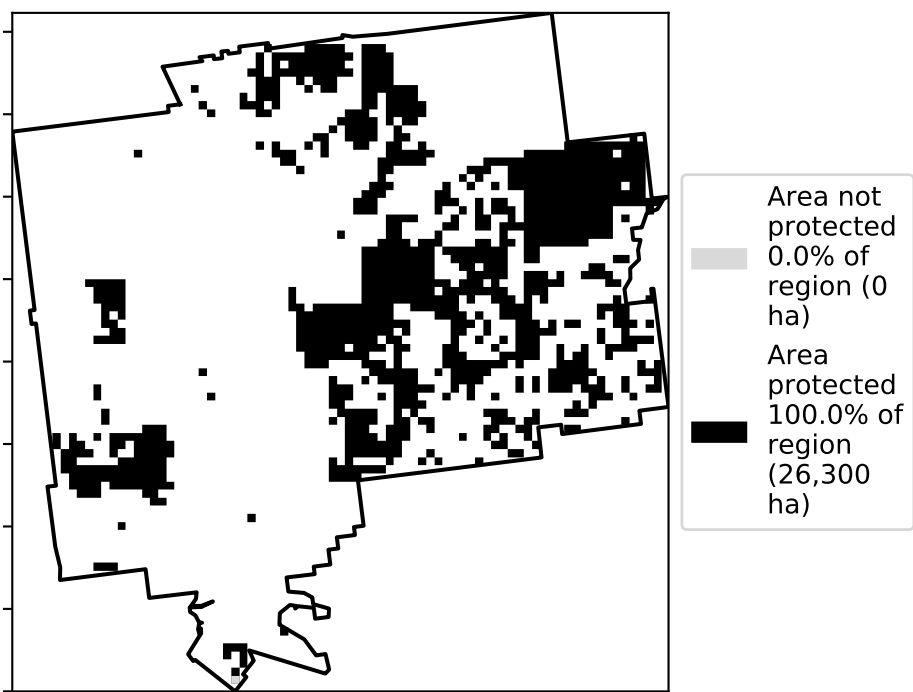 Area not
protected
0.0% of
region (0
ha)
Area
protected
100.0% of
region
(26,300
ha)